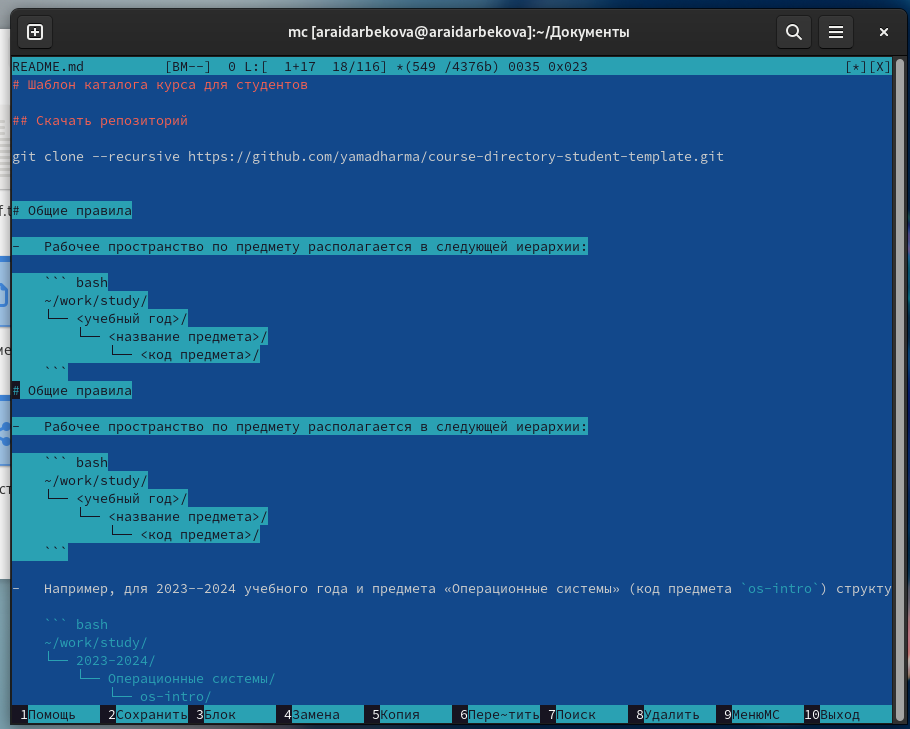 mc [araidarbekova@araidarbekova]:~/Документы
README.md          [BM--]  0 L:[  1+17  18/116] *(549 /4376b) 0035 0x023                                [*][X]
# Шаблон каталога курса для студентов
## Скачать репозиторий
git clone --recursive https://github.com/yamadharma/course-directory-student-template.git
# Общие правила
-   Рабочее пространство по предмету располагается в следующей иерархии:
    ``` bash
    ~/work/study/
    └── <учебный год>/
        └── <название предмета>/
            └── <код предмета>/
    ```
# Общие правила
-   Рабочее пространство по предмету располагается в следующей иерархии:
    ``` bash
    ~/work/study/
    └── <учебный год>/
        └── <название предмета>/
            └── <код предмета>/
    ```
-   Например, для 2023--2024 учебного года и предмета «Операционные системы» (код предмета `os-intro`) структу
    ``` bash
    ~/work/study/
    └── 2023-2024/
        └── Операционные системы/
            └── os-intro/
1Помощь 2Сохранить 3Блок 4Замена 5Копия 6Пере~тить 7Поиск 8Удалить 9МенюMC 10Выход